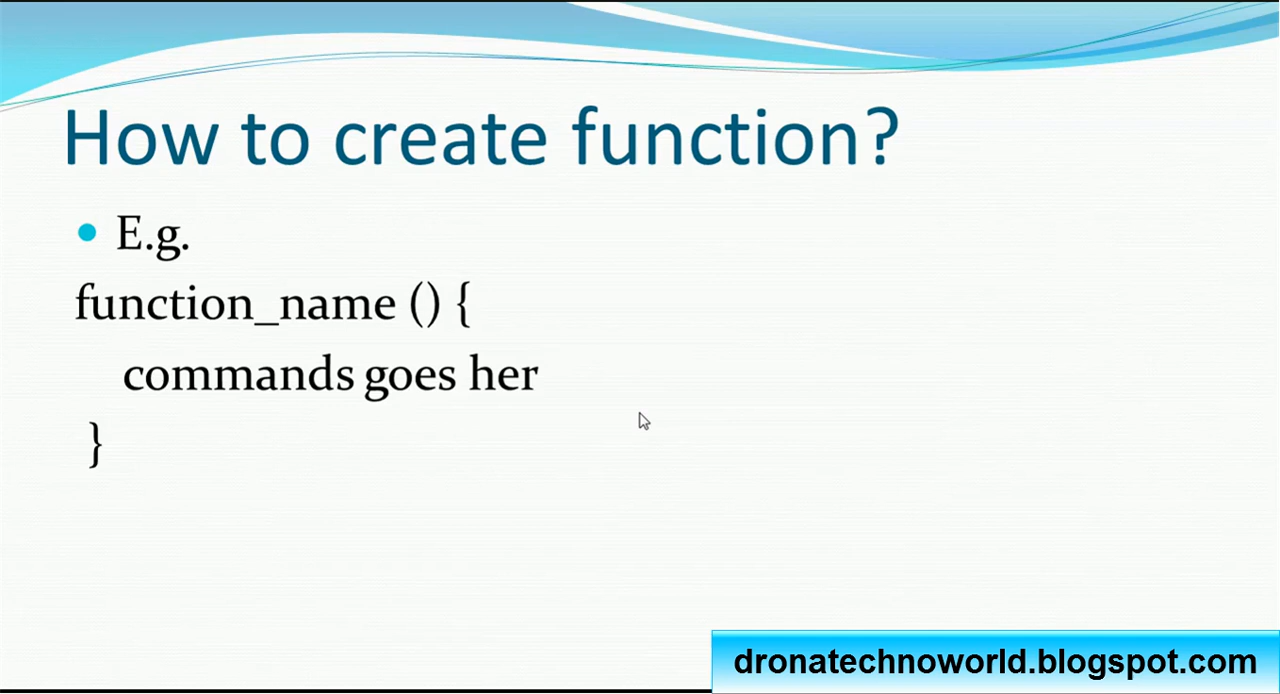 How to create function?
E.g.
function_name () {
commands goes her
}
dronatechnoworld.blogspot.com